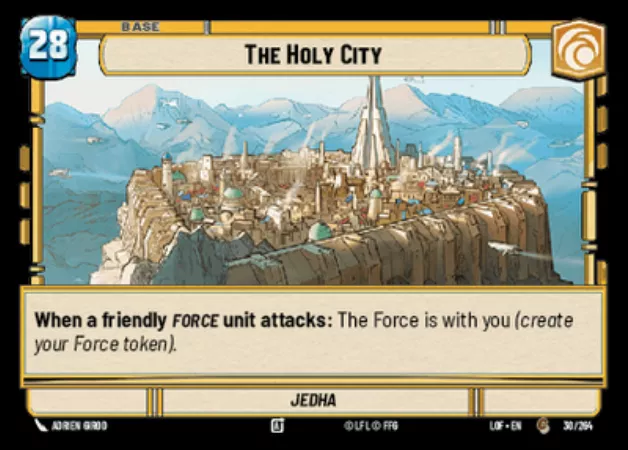 28
BASE
THE HOLY CITY
When a friendly FORCE unit attacks: The Force is with you (create
your Force token).
JEDHA
ADRIEN GIROD
© LFL © FFG
LOF • EN
30/264